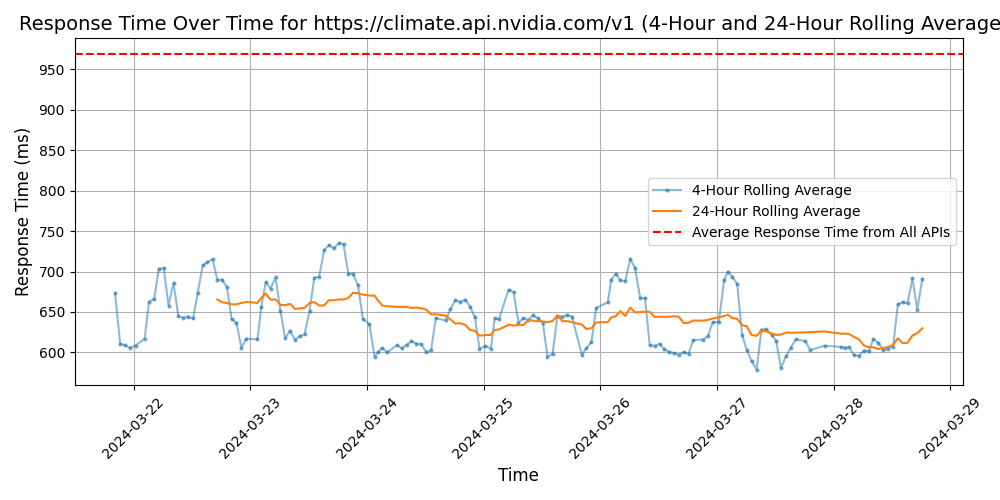 Response Time Over Time for https://climate.api.nvidia.com/v1 (4-Hour and 24-Hour Rolling Average
Response Time (ms)
950
900
850
800
750
700
650
600
4-Hour Rolling Average
24-Hour Rolling Average
Average Response Time from All APIs
2024-03-22
2024-03-23
2024-03-24
2024-03-25
2024-03-26
2024-03-27
2024-03-28
2024-03-29
Time